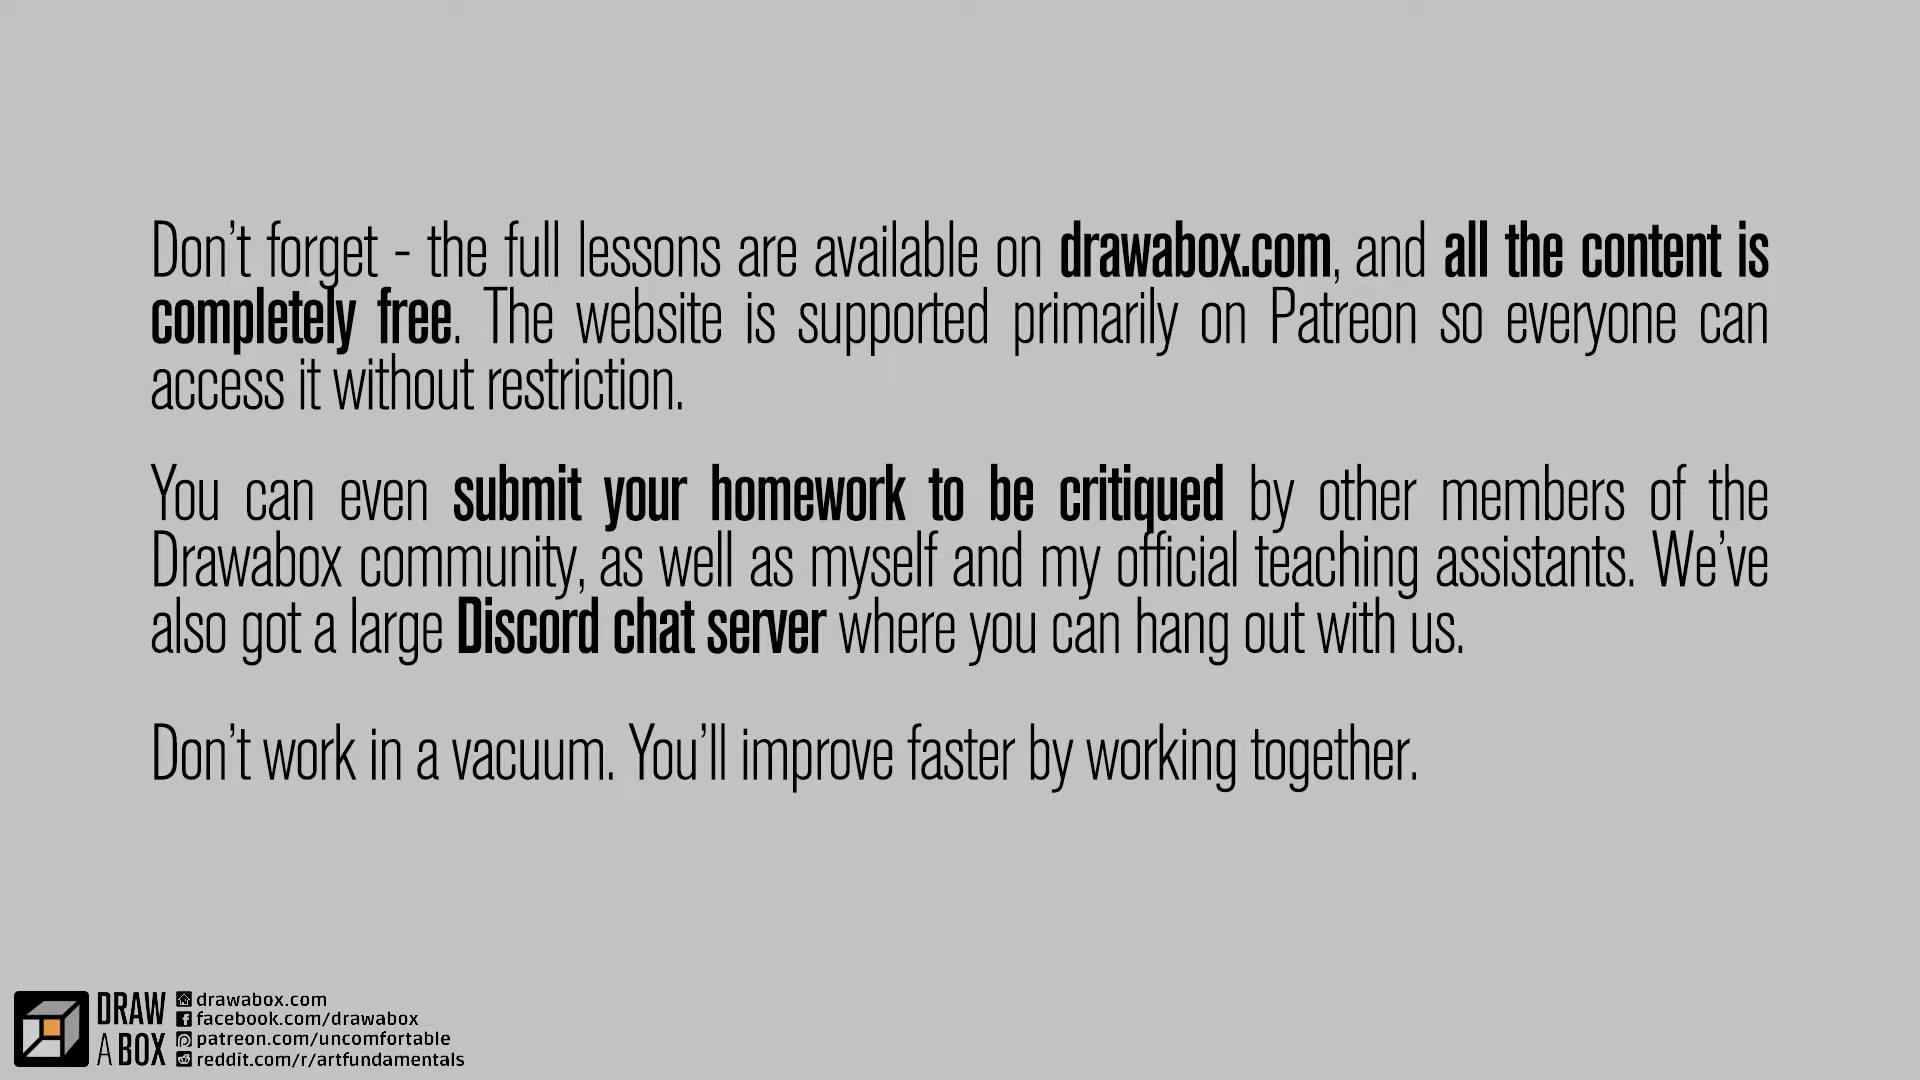 Don't forget - the full lessons are available on drawabox.com, and all the content is
completely free. The website is supported primarily on Patreon so everyone can
access it without restriction.
You can even submit your homework to be critiqued by other members of the
Drawabox community, as well as myself and my official teaching assistants. We've
also got a large Discord chat server where you can hang out with us.
Don't work in a vacuum. You'll improve faster by working together.
DRAW
A BOX
drawabox.com
facebook.com/drawabox
patreon.com/uncomfortable
reddit.com/r/artfundamentals